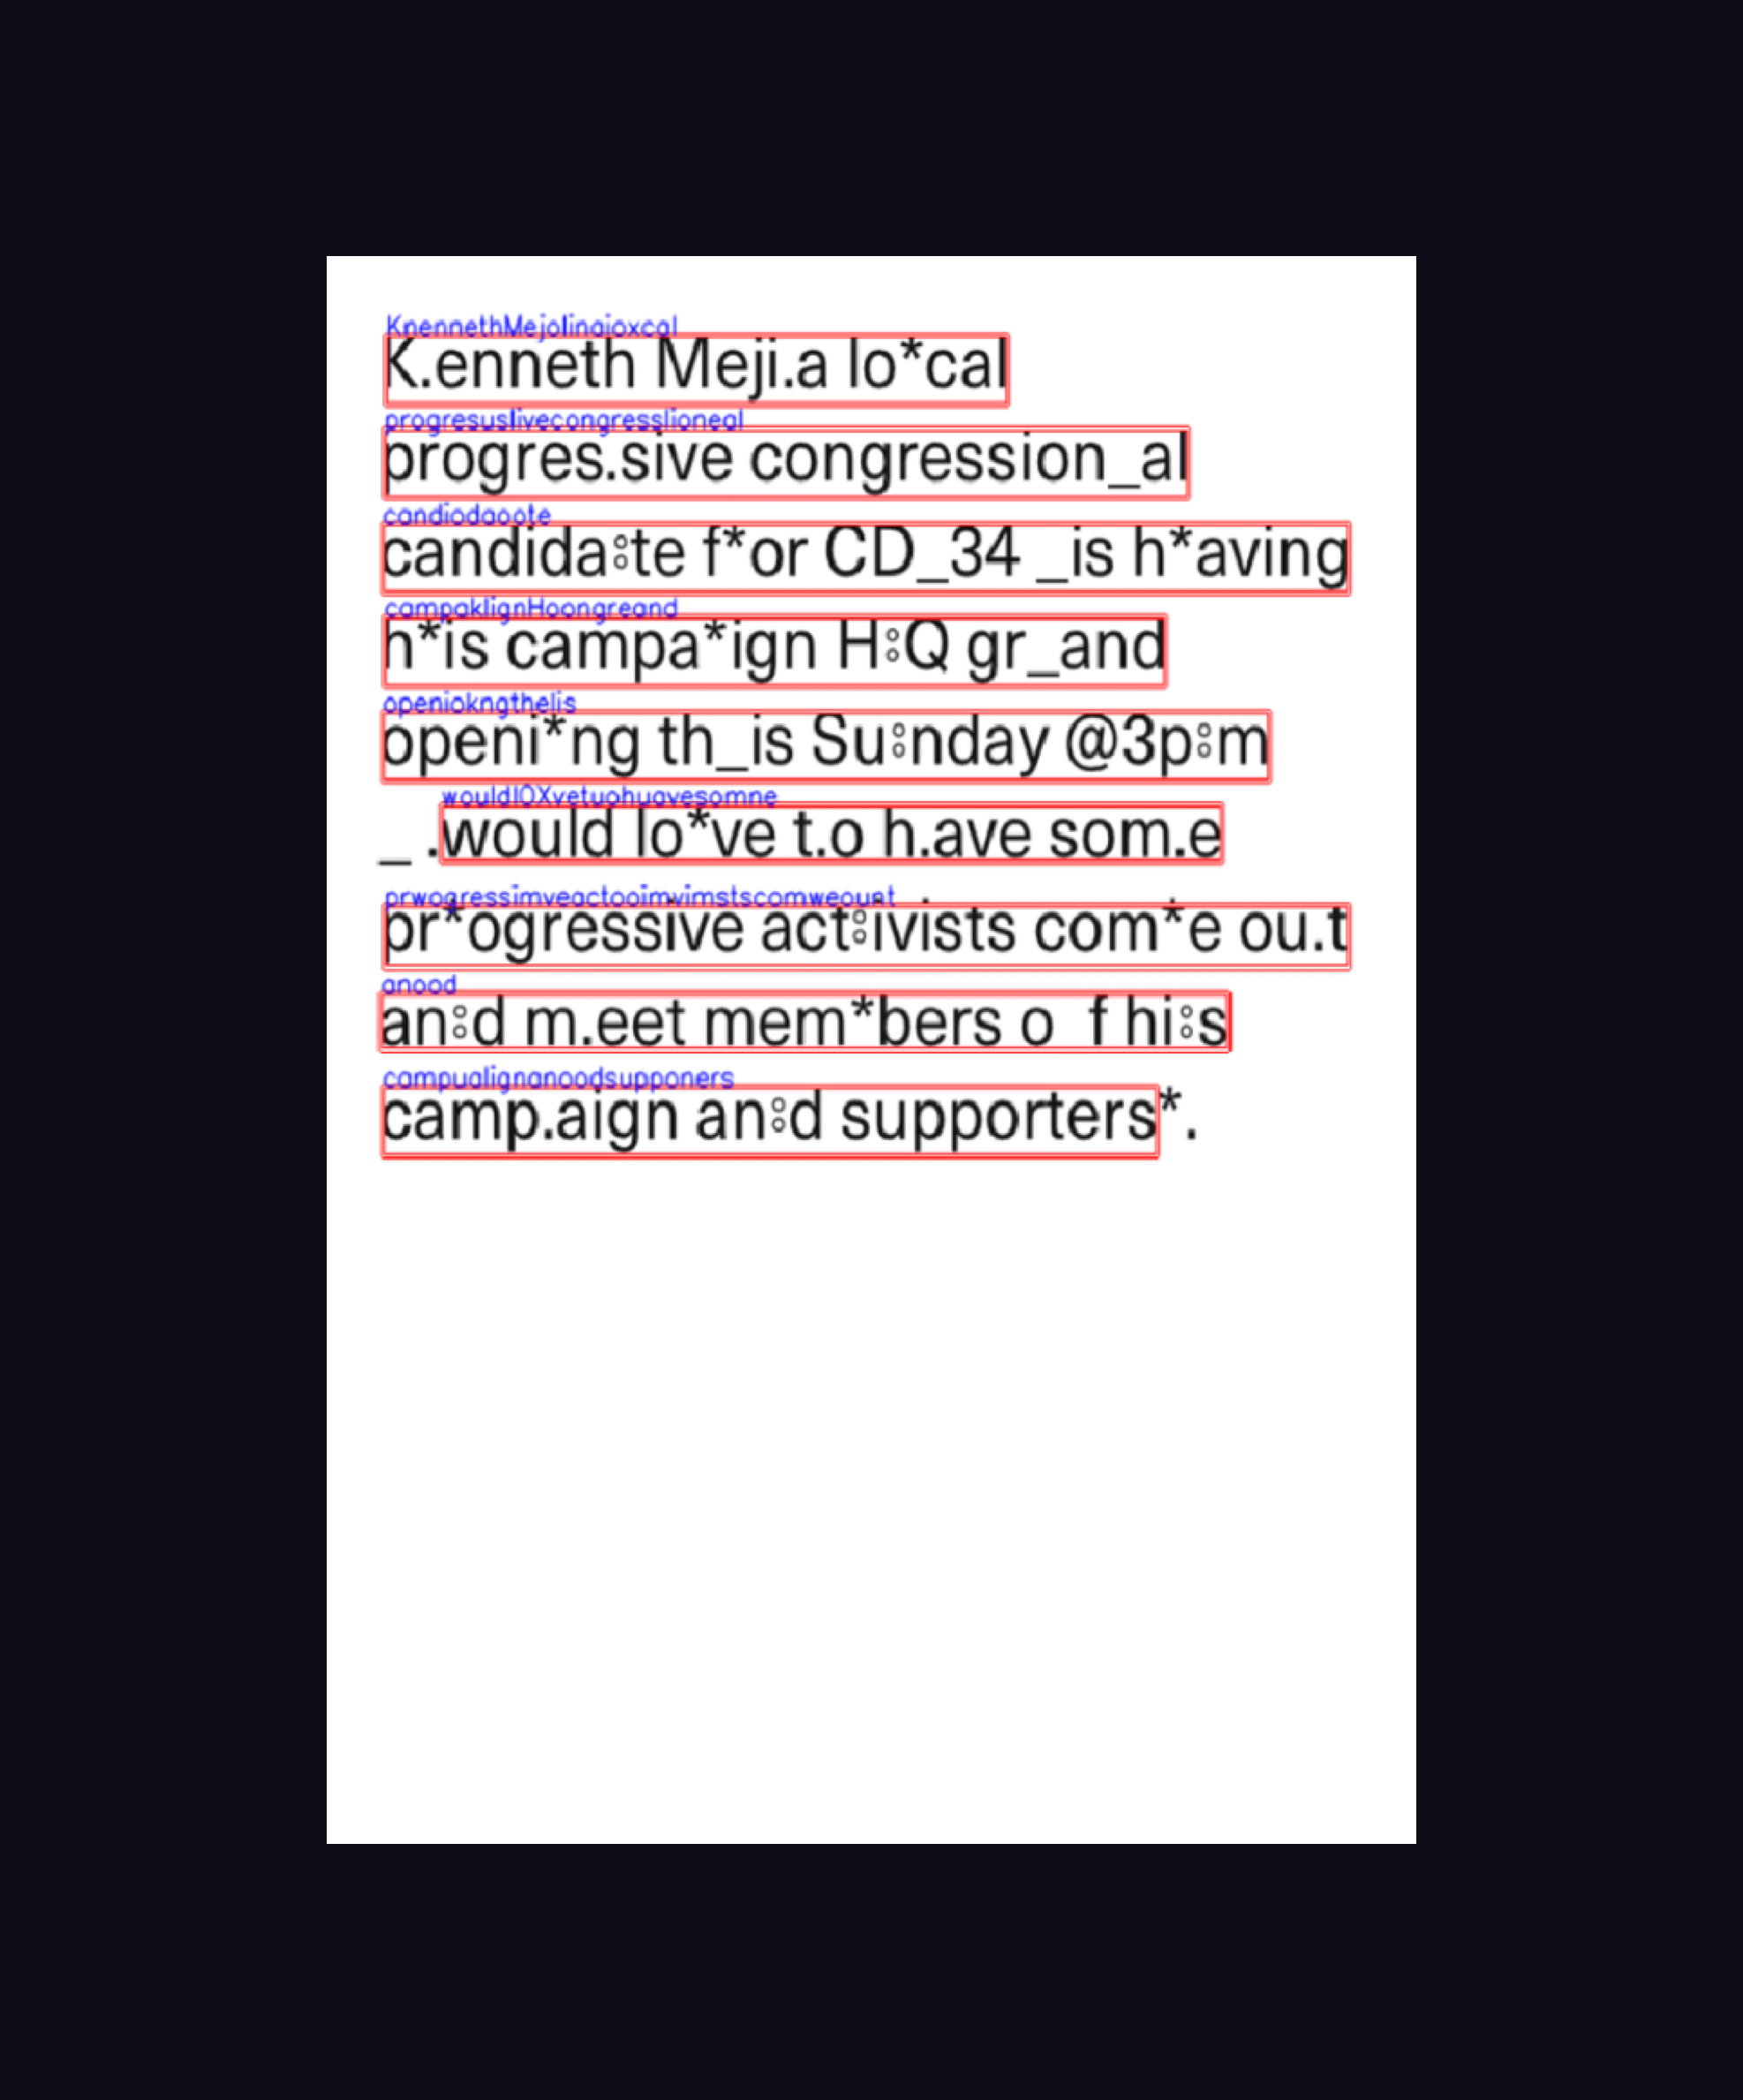 KnennethMejolinaioxcal
K.enneth Meji.a lo*cal
progresuslivecongresslioneal
progres.sive congression_al
candiodaoote
candida⦂te f*or CD_34 _is h*aving
campaklignHoongreand
h*is campa*ign H⦂Q gr_and
openiokngthelis
openi*ng th_is Su⦂nday @3p⦂m
wouldIOXvetuohuavesomne
_ .would lo*ve t.o h.ave som.e
prwogressimveactooimvimstscomweount
pr*ogressive act⦂ivists com*e ou.t
anood
an⦂d m.eet mem*bers o  f hi⦂s
campualignanoodsupponers
camp.aign an⦂d supporters*.